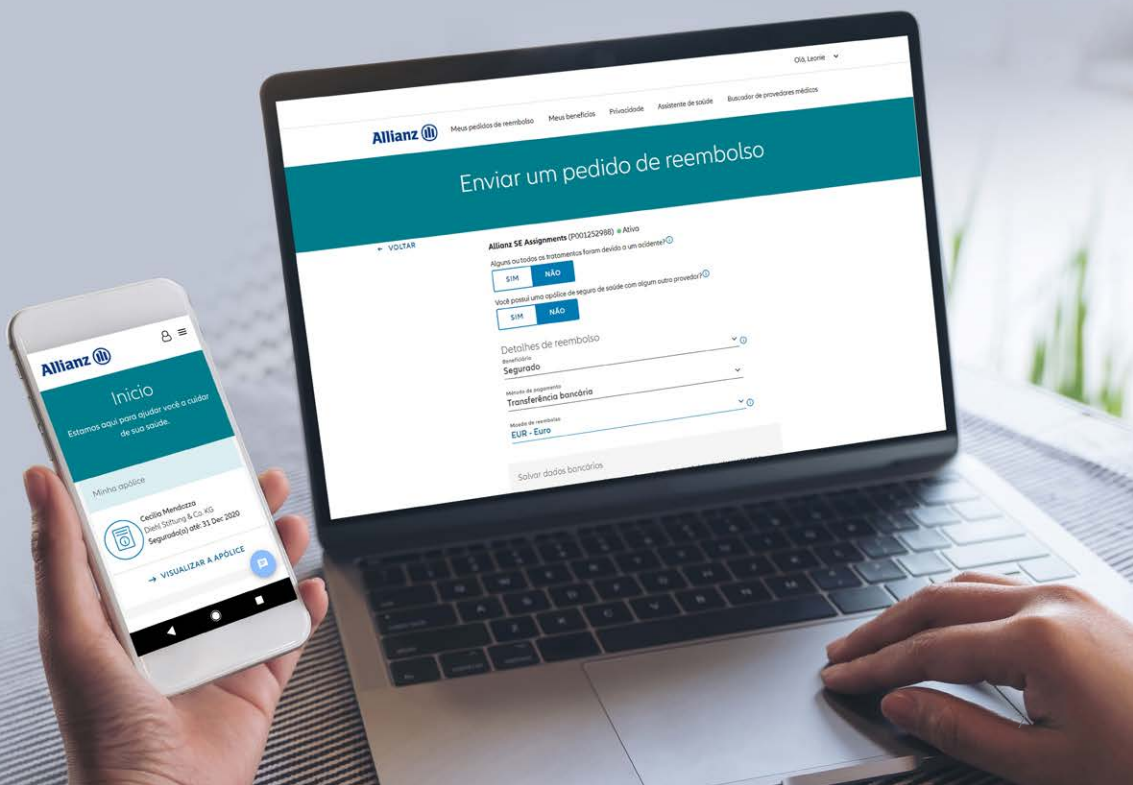 Olá, Leonie
Allianz
Meus pedidos de reembolso Meus benefícios Privacidade Assistente de saúde Buscador de provedores médicos
Enviar um pedido de reembolso
← VOLTAR
Allianz SE Assignments (P001252988) Ativo
Alguns ou todos os tratamentos foram devido a um acidente?
SIM NÃO
Você possui uma apólice de seguro de saúde com algum outro provedor?
SIM NÃO
Detalhes de reembolso
Beneficiário
Segurado
Método de pagamento
Transferência bancária
Moeda de reembolso
EUR - Euro
Salvar dados bancários
Allianz
Inicio
Estamos aqui para ajudar você a cuidar
de sua saúde.
Minha apólice
Cecilia Mendozza
Diehl Stiftung & Co. KG
Segurado(a) até: 31 Dec 2020
→ VISUALIZAR A APÓLICE